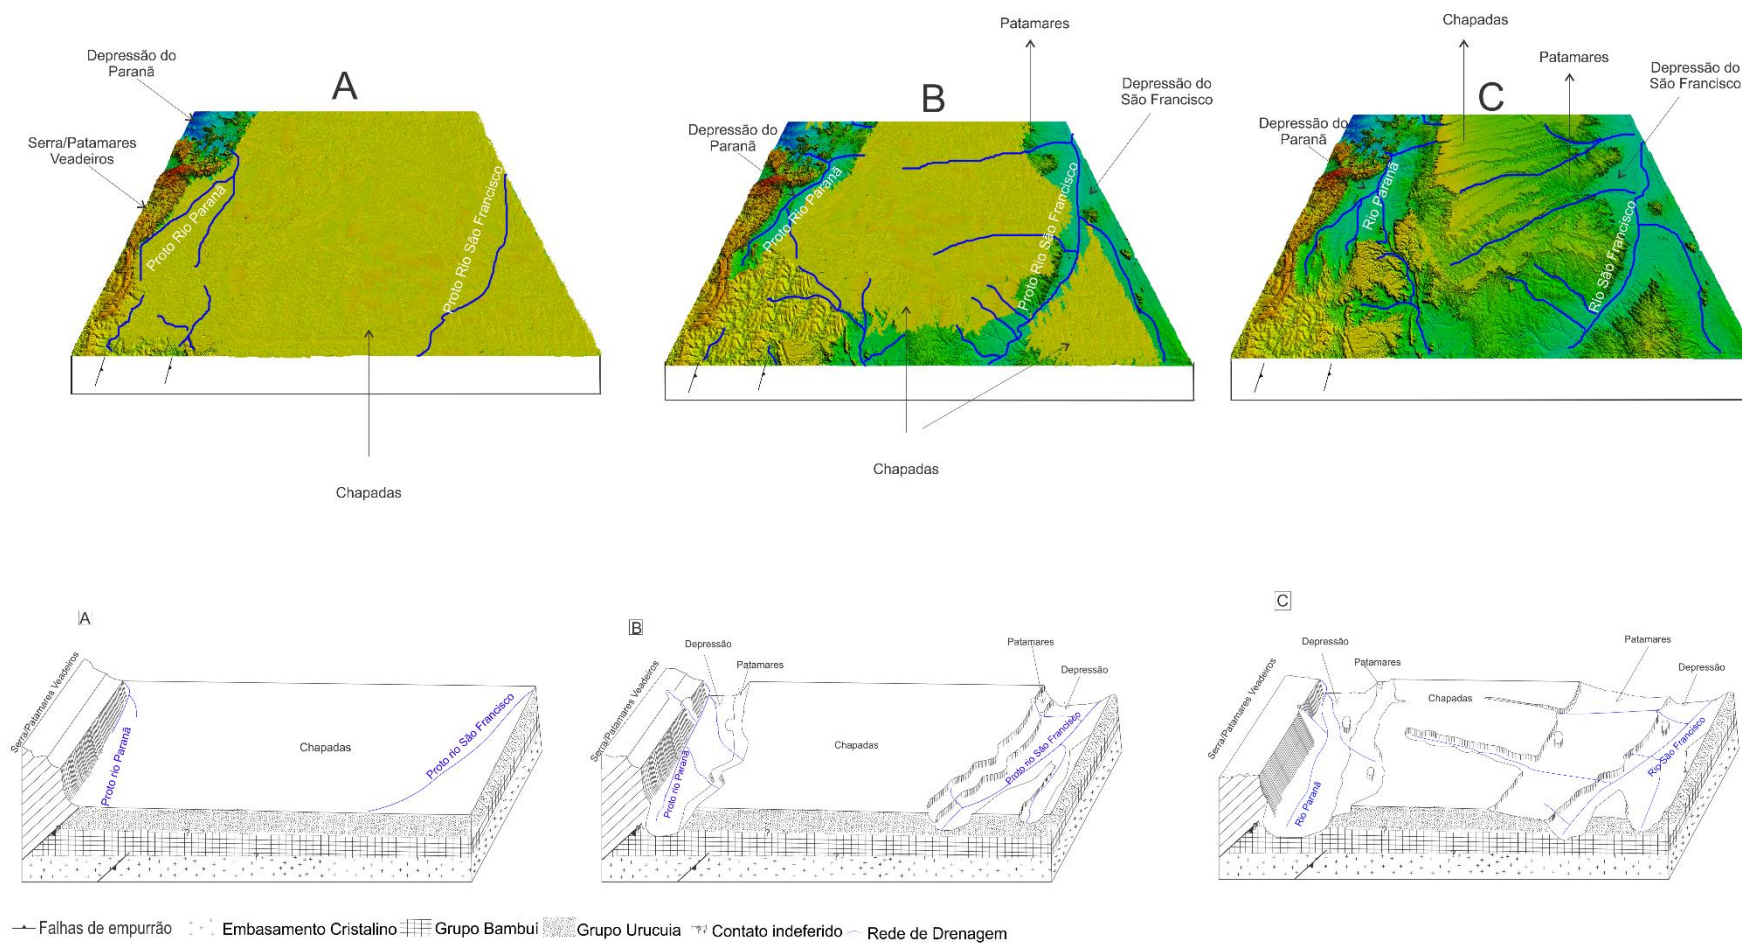 A
Depressão do
Paranã
Serra/Patamares
Veadeiros
Proto Rio Paranã
Proto Rio São Francisco
Chapadas
Patamares
B
Depressão do
São Francisco
Depressão do
Paranã
Proto Rio Paranã
Proto Rio São Francisco
Chapadas
Chapadas
Patamares
C
Depressão do
São Francisco
Depressão do
Paranã
Rio Paranã
Rio São Francisco
A
Serra/Patamares Veadeiros
Proto rio Paranã
Chapadas
Proto rio São Francisco
?
?
B
Depressão
Patamares
Patamares
Depressão
Serra/Patamares Veadeiros
Proto rio Paranã
Chapadas
Proto rio São Francisco
?
?
C
Depressão
Patamares
Chapadas
Patamares
Depressão
Serra/Patamares Veadeiros
Rio Paranã
Rio São Francisco
?
?
Falhas de empurrão Embasamento Cristalino Grupo Bambuí Grupo Urucuia Contato indeferido Rede de Drenagem